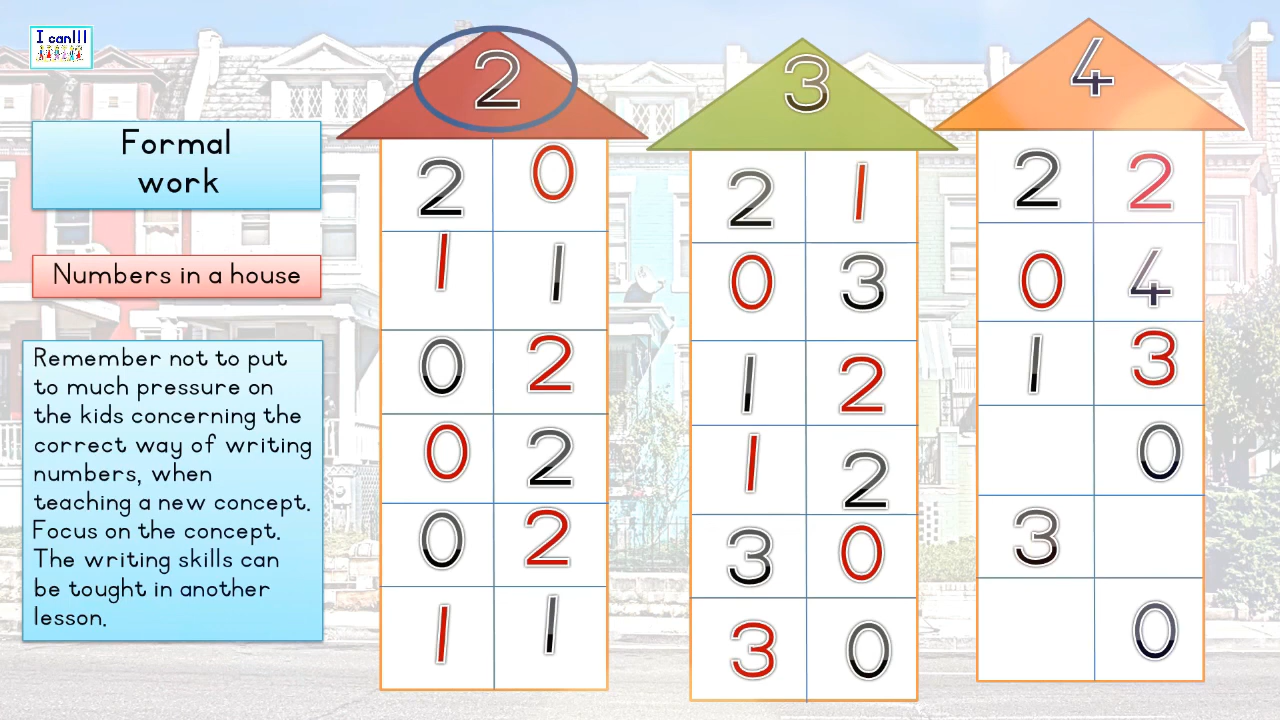 I can!!!
Formal
work
Numbers in a house
Remember not to put
to much pressure on
the kids concerning the
correct way of writing
numbers, when
teaching a new concept.
Focus on the concept.
The writing skills can
be tought in another
lesson.
2
2 0
1 1
0 2
0 2
0 2
1 1
3
2 1
0 3
1 2
1 2
3 0
3 0
4
2 2
0 4
1 3
0
3
0